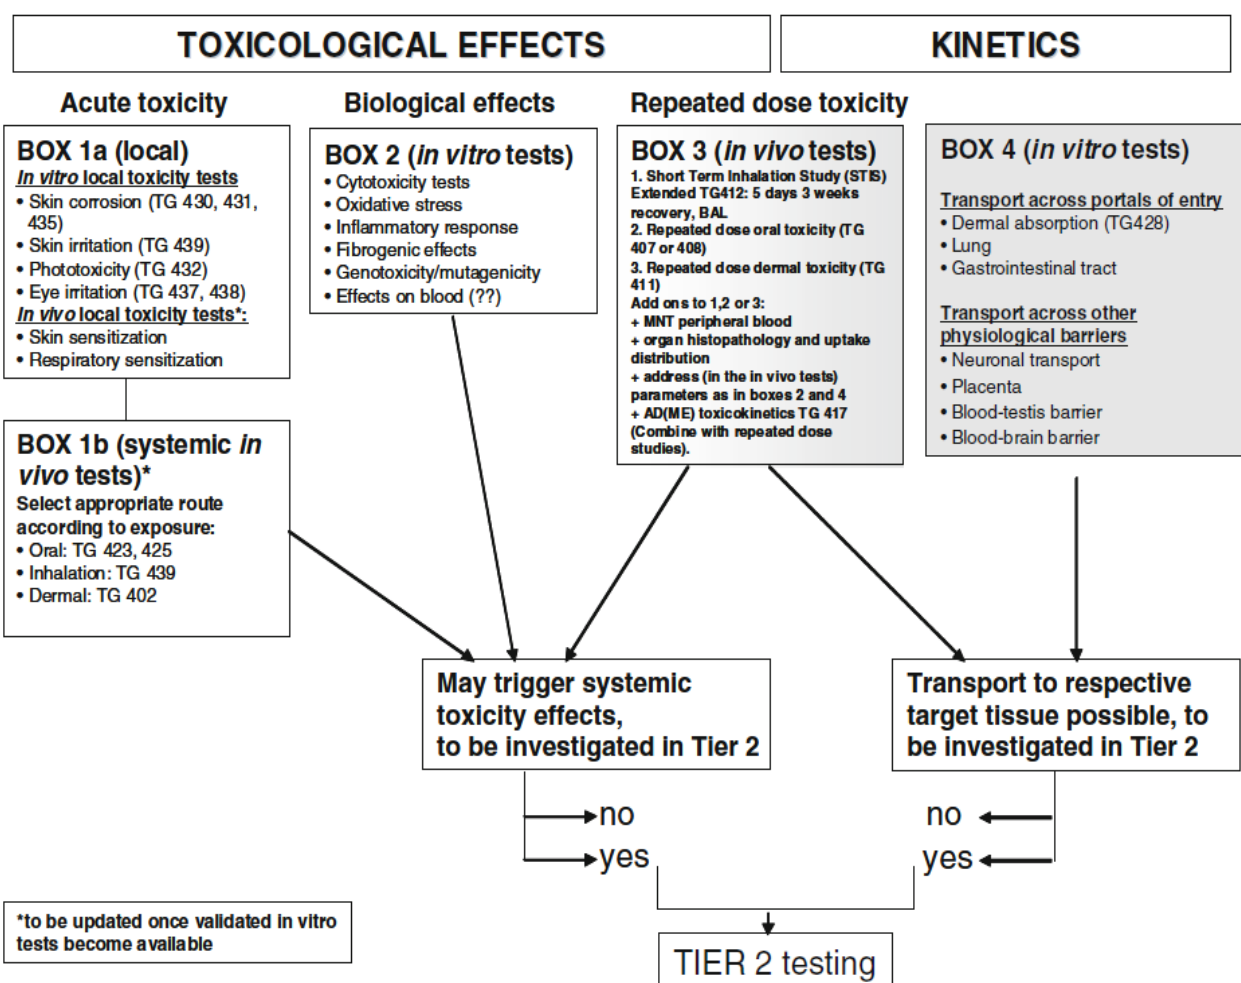 TOXICOLOGICAL EFFECTS
KINETICS
Acute toxicity
Biological effects
Repeated dose toxicity
BOX 1a (local)
In vitro local toxicity tests
• Skin corrosion (TG 430, 431,
435)
• Skin irritation (TG 439)
• Phototoxicity (TG 432)
• Eye irritation (TG 437, 438)
In vivo local toxicity tests*:
• Skin sensitization
• Respiratory sensitization
BOX 1b (systemic in
vivo tests)*
Select appropriate route
according to exposure:
• Oral: TG 423, 425
• Inhalation: TG 439
• Dermal: TG 402
BOX 2 (in vitro tests)
• Cytotoxicity tests
• Oxidative stress
• Inflammatory response
• Fibrogenic effects
• Genotoxicity/mutagenicity
• Effects on blood (??)
BOX 3 (in vivo tests)
1. Short Term Inhalation Study (STIS)
Extended TG412: 5 days 3 weeks
recovery, BAL
2. Repeated dose oral toxicity (TG
407 or 408)
3. Repeated dose dermal toxicity (TG
411)
Add ons to 1,2 or 3:
+ MNT peripheral blood
+ organ histopathology and uptake
distribution
+ address (in the in vivo tests)
parameters as in boxes 2 and 4
+ AD(ME) toxicokinetics TG 417
(Combine with repeated dose
studies).
BOX 4 (in vitro tests)
Transport across portals of entry
• Dermal absorption (TG428)
• Lung
• Gastrointestinal tract
Transport across other
physiological barriers
• Neuronal transport
• Placenta
• Blood-testis barrier
• Blood-brain barrier
May trigger systemic
toxicity effects,
to be investigated in Tier 2
Transport to respective
target tissue possible, to
be investigated in Tier 2
no
yes
no
yes
*to be updated once validated in vitro
tests become available
TIER 2 testing